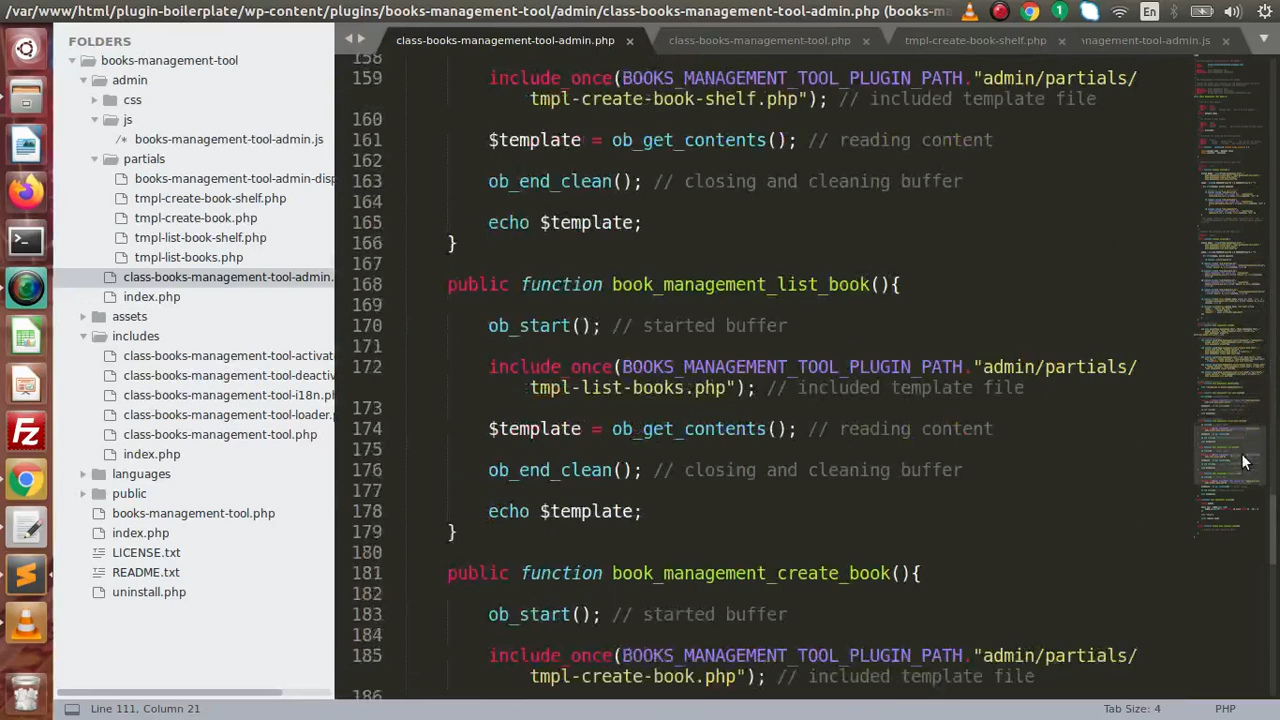 /var/www/html/plugin-boilerplate/wp-content/plugins/books-management-tool/admin/class-books-management-tool-admin.php (books-ma
En
FOLDERS
books-management-tool
admin
css
js
/* books-management-tool-admin.js
partials
books-management-tool-admin-disp
tmpl-create-book-shelf.php
tmpl-create-book.php
tmpl-list-book-shelf.php
tmpl-list-books.php
class-books-management-tool-admin.
index.php
assets
includes
class-books-management-tool-activat
class-books-management-tool-deactiv
class-books-management-tool-i18n.ph
class-books-management-tool-loader.p
class-books-management-tool.php
index.php
languages
public
books-management-tool.php
index.php
LICENSE.txt
README.txt
uninstall.php
class-books-management-tool-admin.php ×
class-books-management-tool.php ×
tmpl-create-book-shelf.php ×
nagement-tool-admin.js ×
158
159 include_once(BOOKS_MANAGEMENT_TOOL_PLUGIN_PATH."admin/partials/
tmpl-create-book-shelf.php"); // included template file
160
161 $template = ob_get_contents(); // reading content
162
163 ob_end_clean(); // closing and cleaning buffer
164
165 echo $template;
166 }
167
168 public function book_management_list_book(){
169
170 ob_start(); // started buffer
171
172 include_once(BOOKS_MANAGEMENT_TOOL_PLUGIN_PATH."admin/partials/
tmpl-list-books.php"); // included template file
173
174 $template = ob_get_contents(); // reading content
175
176 ob_end_clean(); // closing and cleaning buffer
177
178 echo $template;
179 }
180
181 public function book_management_create_book(){
182
183 ob_start(); // started buffer
184
185 include_once(BOOKS_MANAGEMENT_TOOL_PLUGIN_PATH."admin/partials/
tmpl-create-book.php"); // included template file
186
Line 111, Column 21
Tab Size: 4
PHP